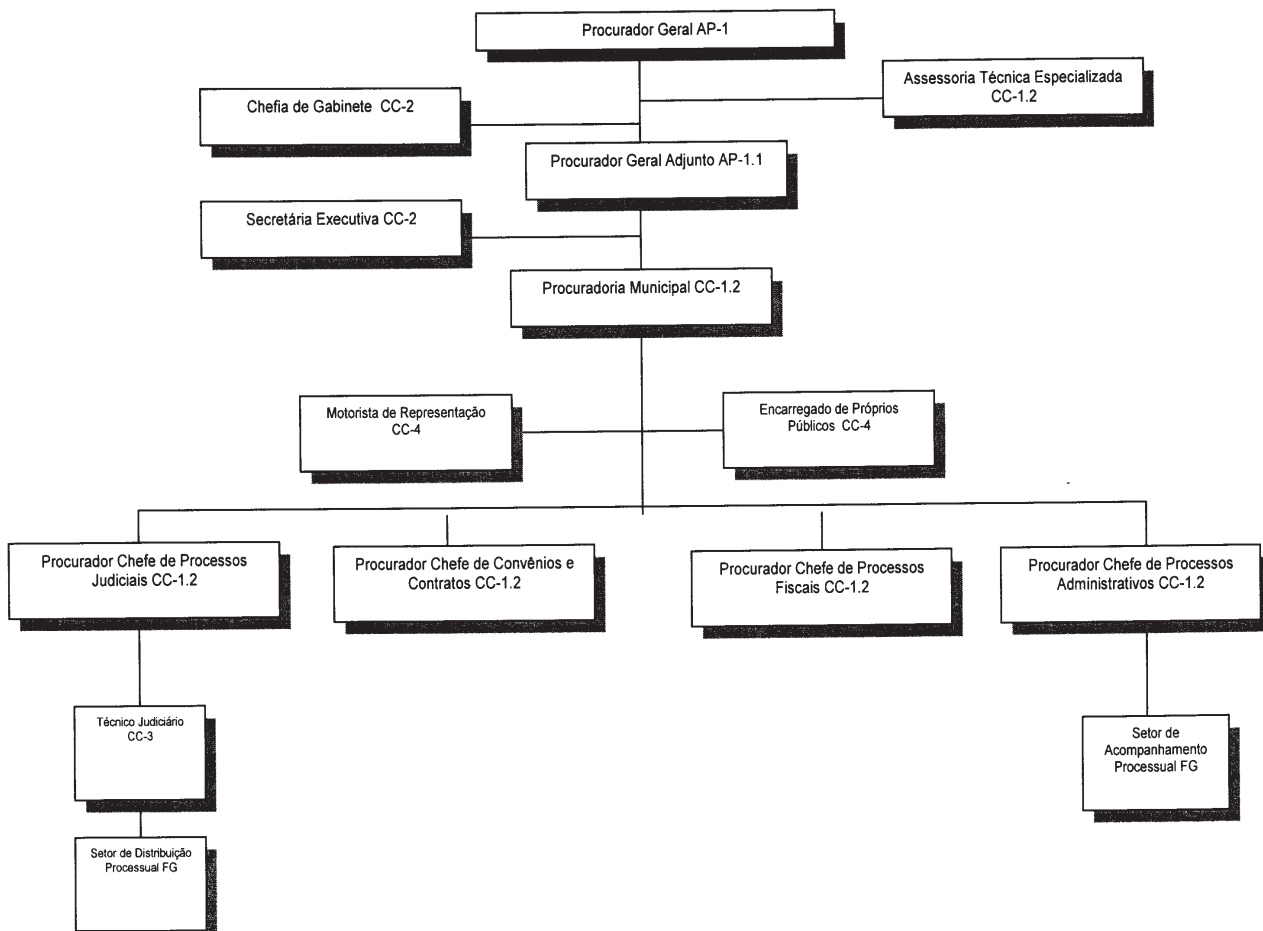 Procurador Geral AP-1
Assessoria Técnica Especializada
CC-1.2
Chefia de Gabinete CC-2
Procurador Geral Adjunto AP-1.1
Secretária Executiva CC-2
Procuradoria Municipal CC-1.2
Motorista de Representação
CC-4
Encarregado de Próprios
Públicos CC-4
Procurador Chefe de Processos
Judiciais CC-1.2
Procurador Chefe de Convênios e
Contratos CC-1.2
Procurador Chefe de Processos
Fiscais CC-1.2
Procurador Chefe de Processos
Administrativos CC-1.2
Técnico Judiciário
CC-3
Setor de
Acompanhamento
Processual FG
Setor de Distribuição
Processual FG